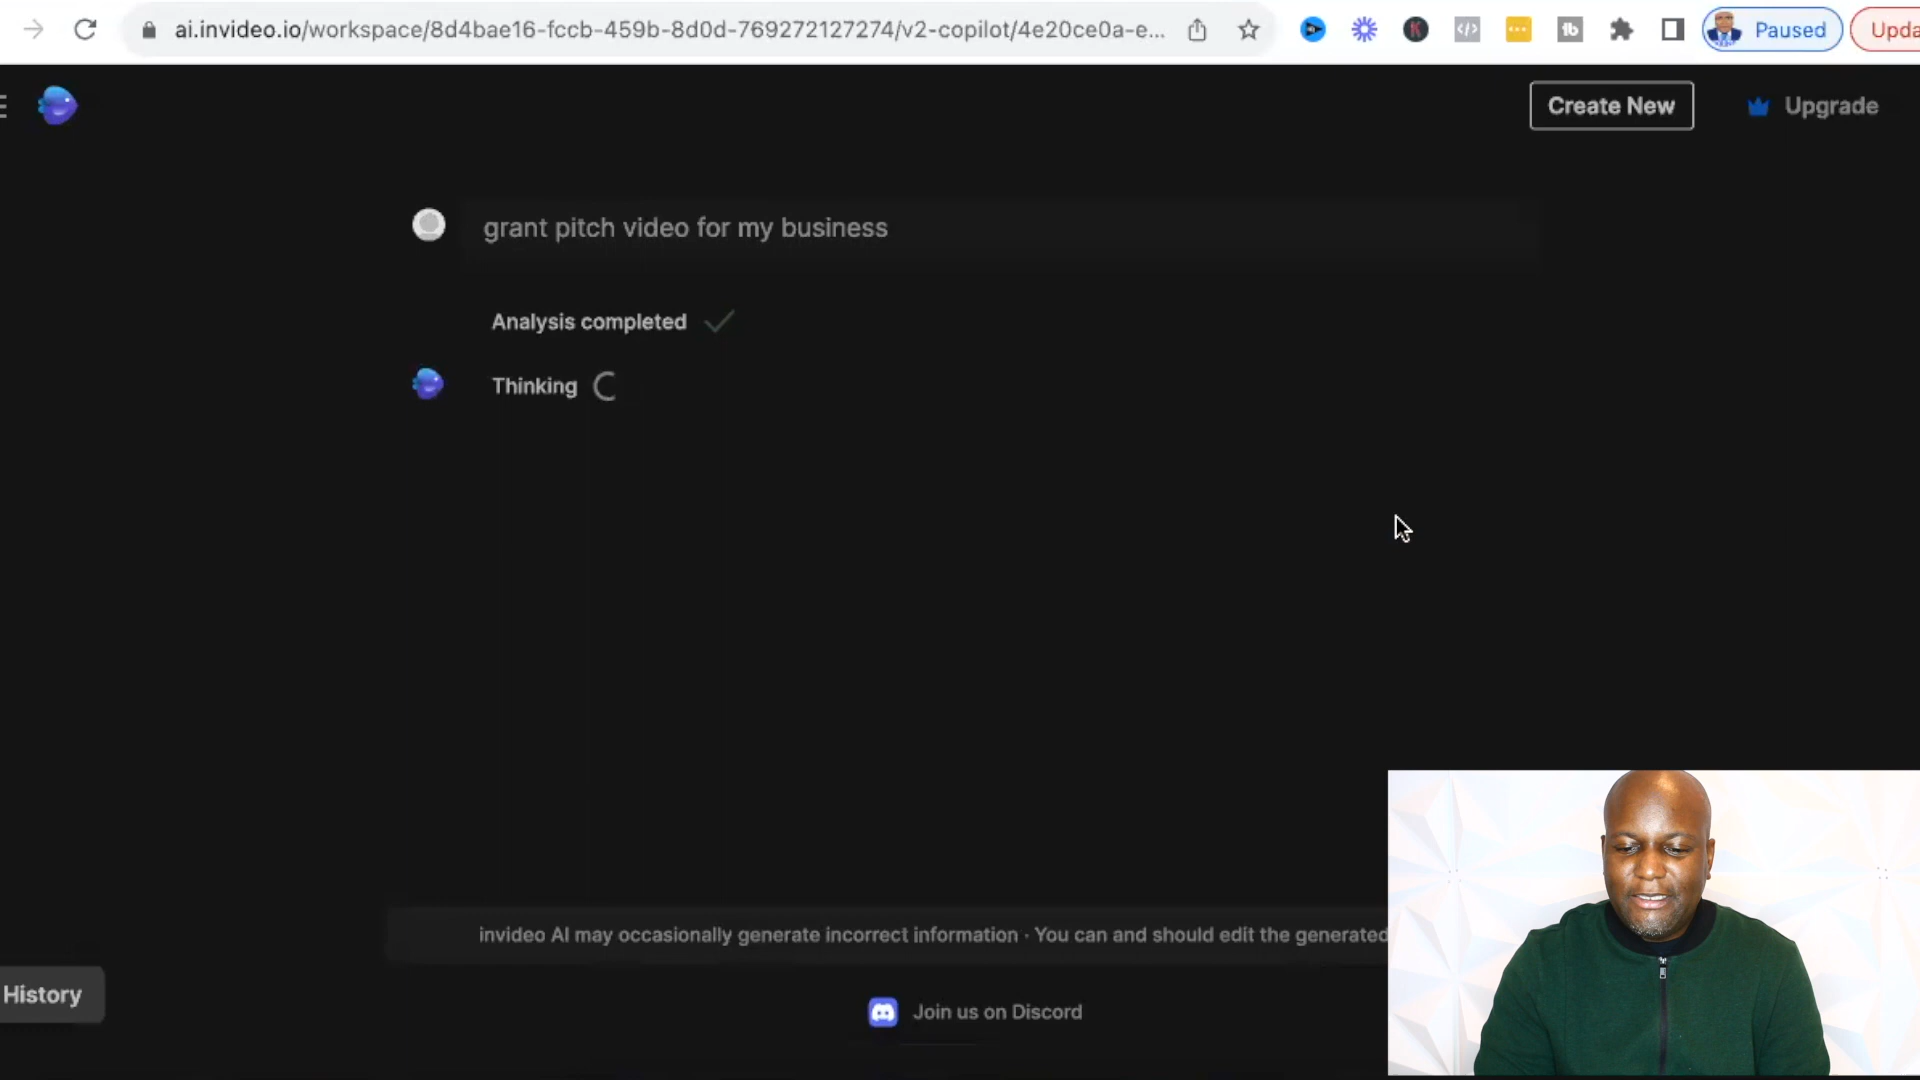 ai.invideo.io/workspace/8d4bae16-fccb-459b-8d0d-769272127274/v2-copilot/4e20ce0a-e...
Paused
Upda
Create New
Upgrade
grant pitch video for my business
Analysis completed
Thinking
invideo AI may occasionally generate incorrect information · You can and should edit the generated
History
Join us on Discord